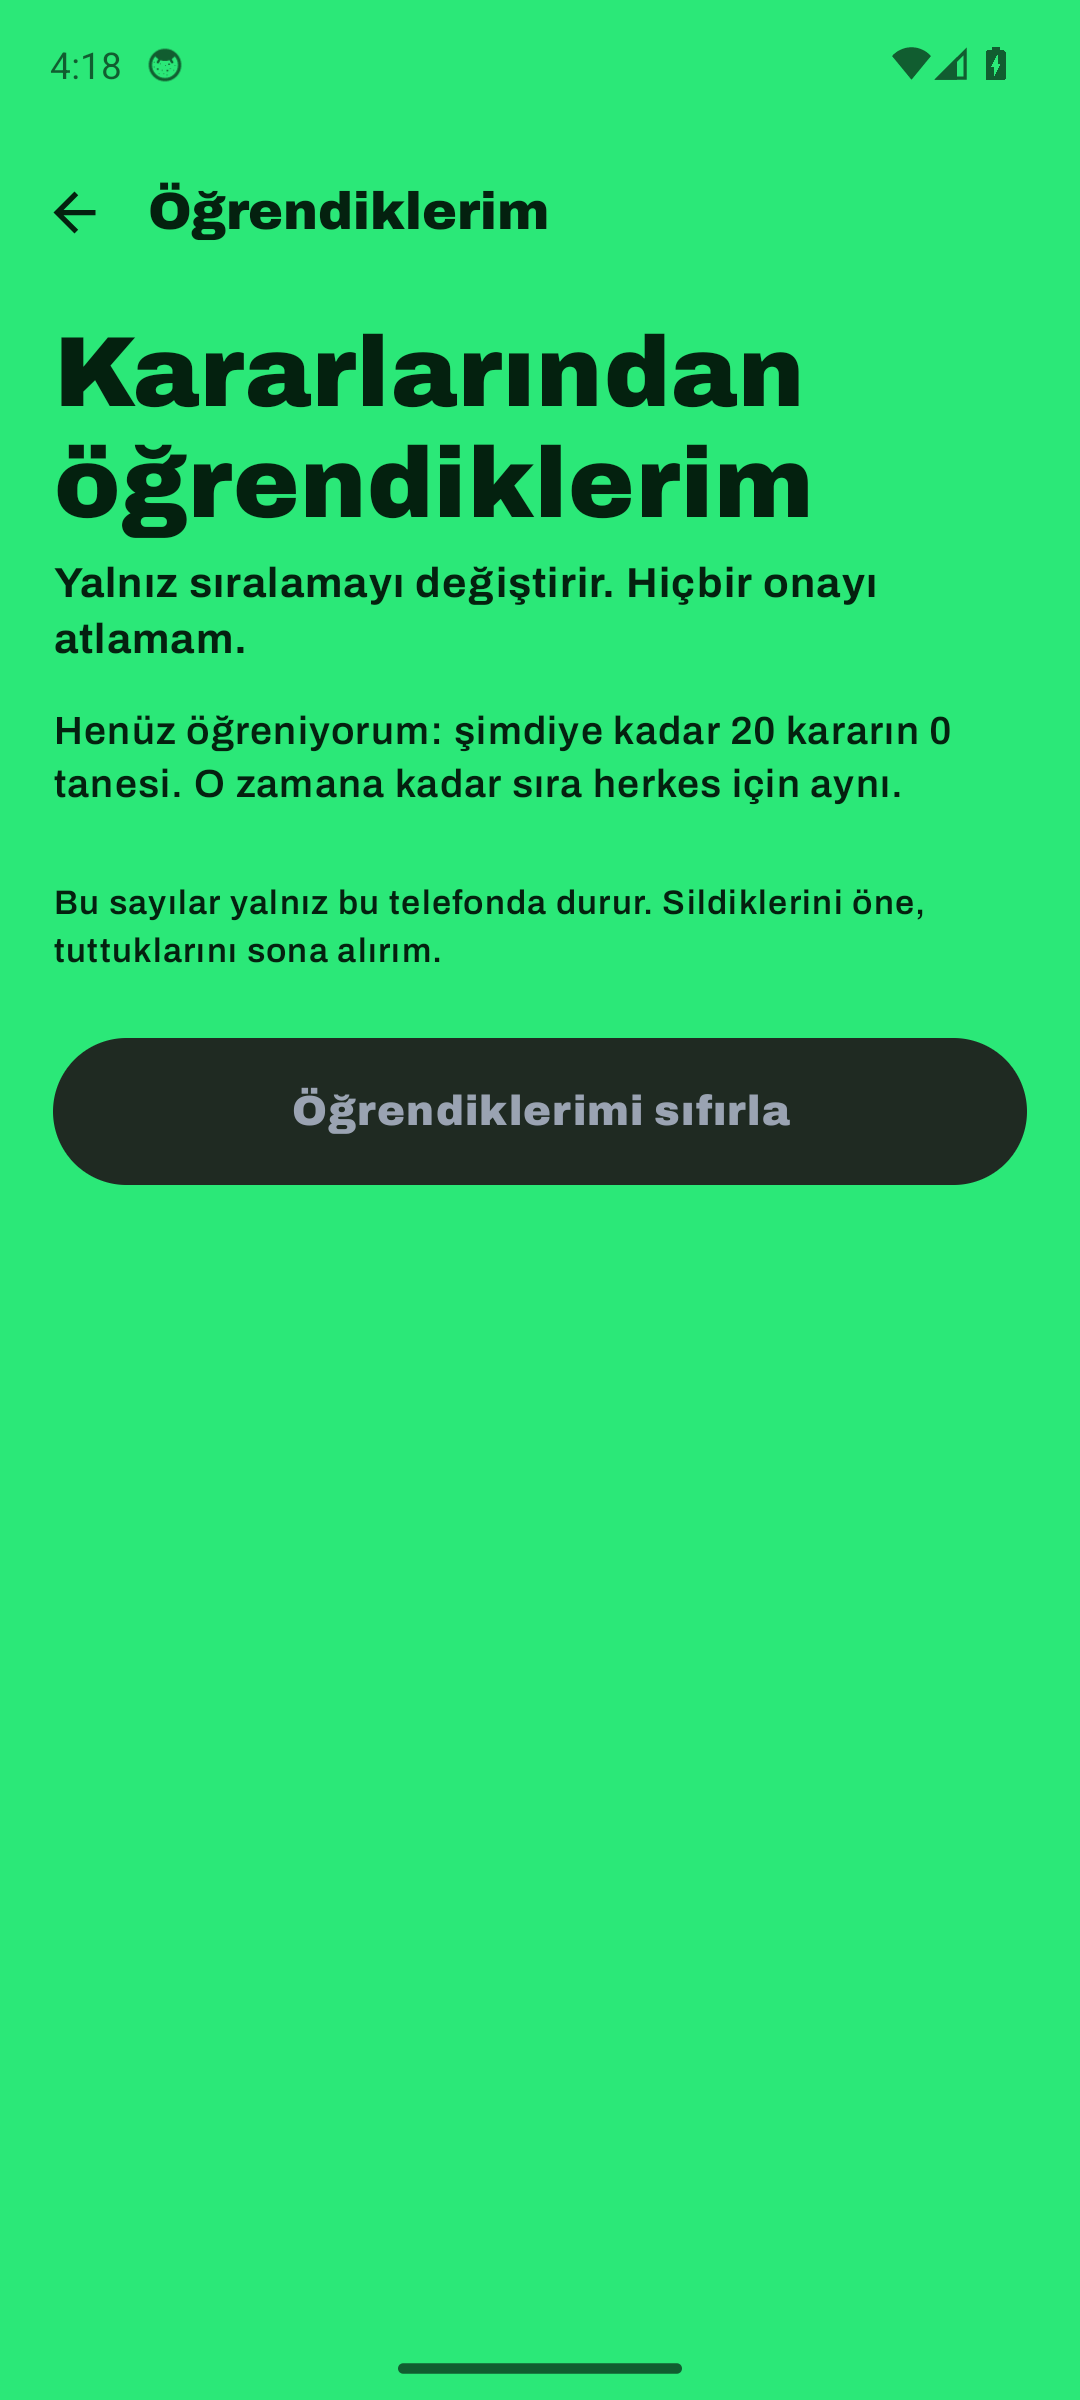 4:18
Öğrendiklerim
Kararlarından
öğrendiklerim
Yalnız sıralamayı değiştirir. Hiçbir onayı
atlamam.
Henüz öğreniyorum: şimdiye kadar 20 kararın 0
tanesi. O zamana kadar sıra herkes için aynı.
Bu sayılar yalnız bu telefonda durur. Sildiklerini öne,
tuttuklarını sona alırım.
Öğrendiklerimi sıfırla